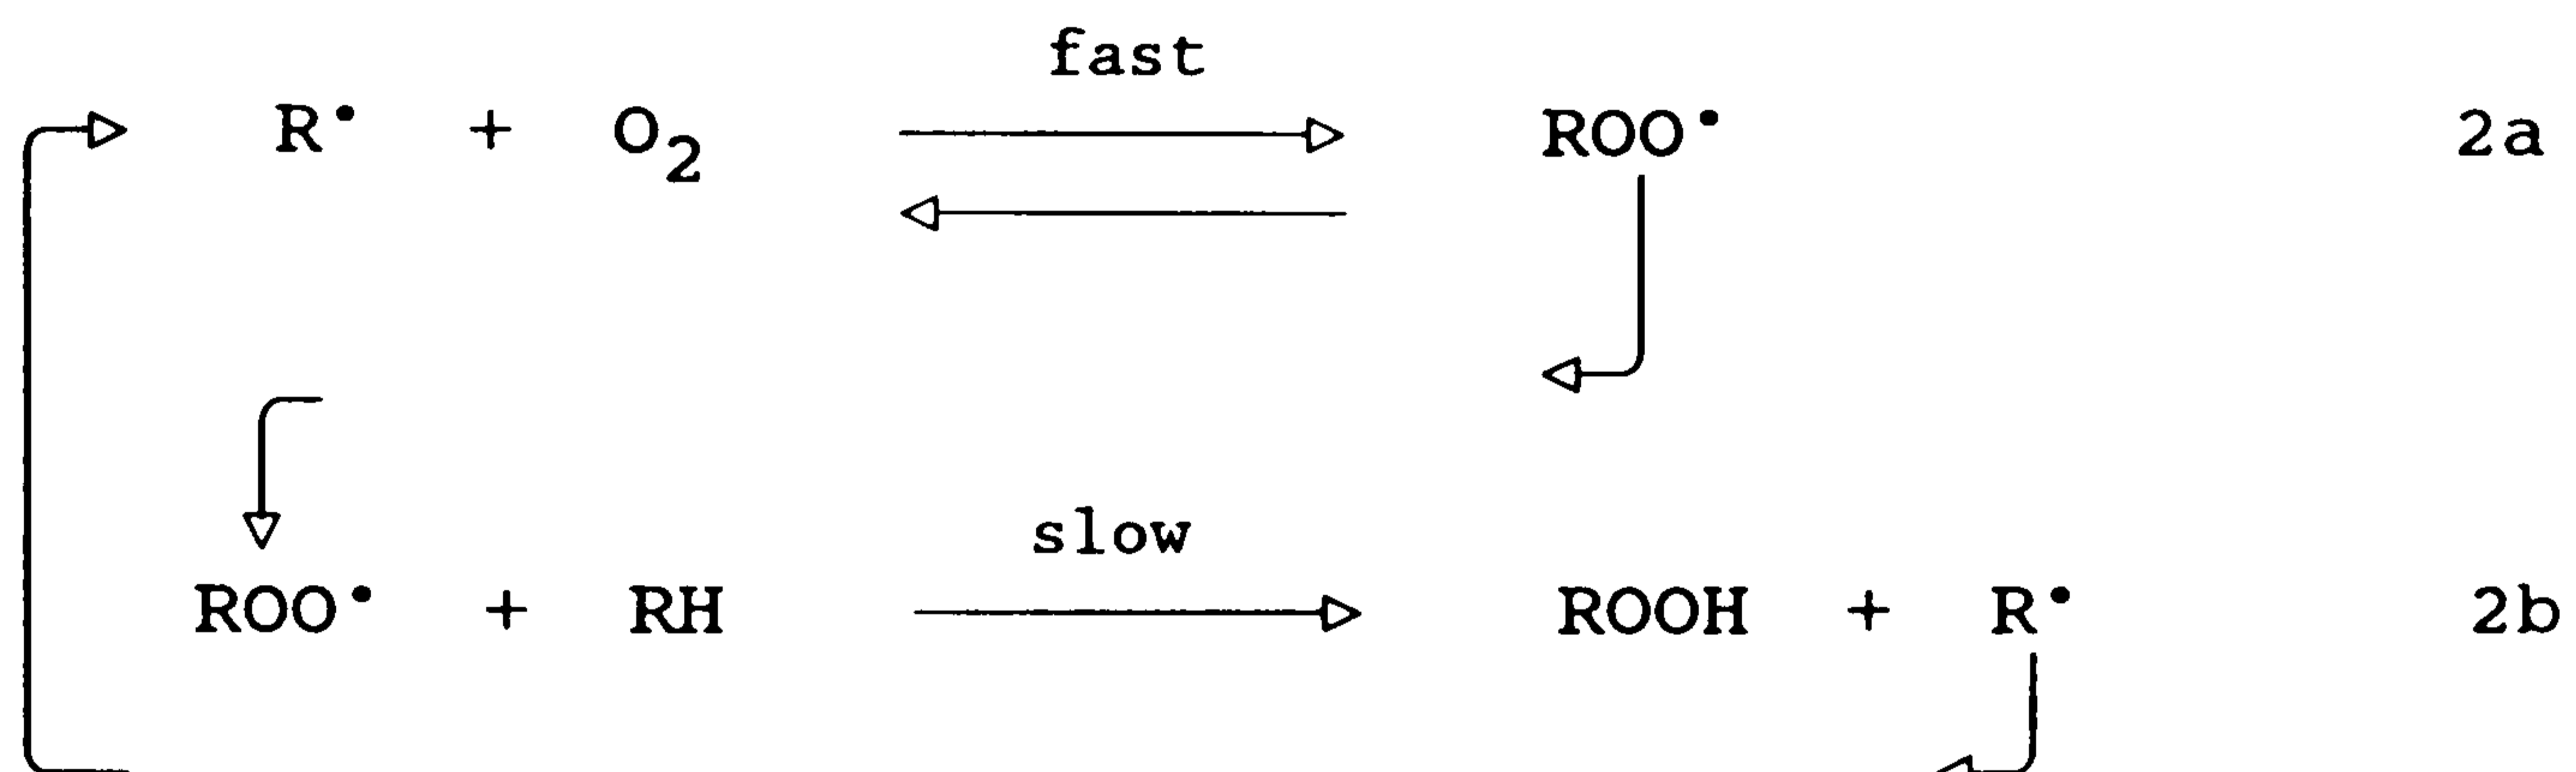 fast
R• + O2 ROO• 2a
slow
ROO• + RH ROOH + R• 2b